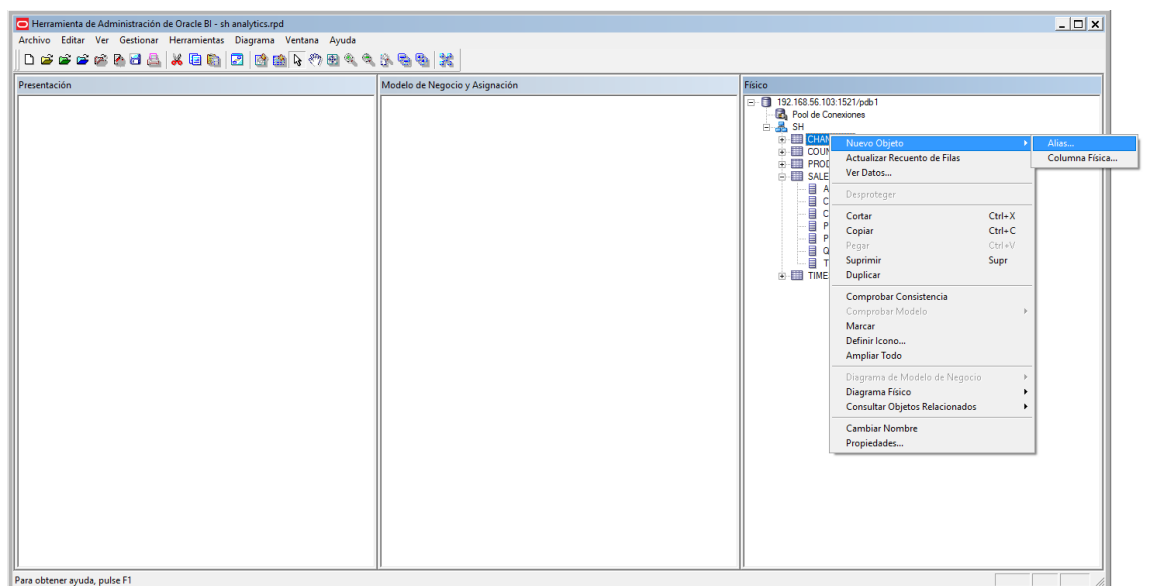 Herramienta de Administración de Oracle BI - sh analytics.rpd
Archivo Editar Ver Gestionar Herramientas Diagrama Ventana Ayuda
Presentación
Modelo de Negocio y Asignación
Físico
192.168.56.103:1521/pdb1
Pool de Conexiones
SH
CHAN
COUN
PROD
SALE
A
C
C
P
P
Q
T
TIME
Nuevo Objeto
Actualizar Recuento de Filas
Ver Datos...
Desproteger
Cortar Ctrl+X
Copiar Ctrl+C
Pegar Ctrl+V
Suprimir Supr
Duplicar
Comprobar Consistencia
Comprobar Modelo
Marcar
Definir Icono...
Ampliar Todo
Diagrama de Modelo de Negocio
Diagrama Físico
Consultar Objetos Relacionados
Cambiar Nombre
Propiedades...
Alias...
Columna Física...
Para obtener ayuda, pulse F1